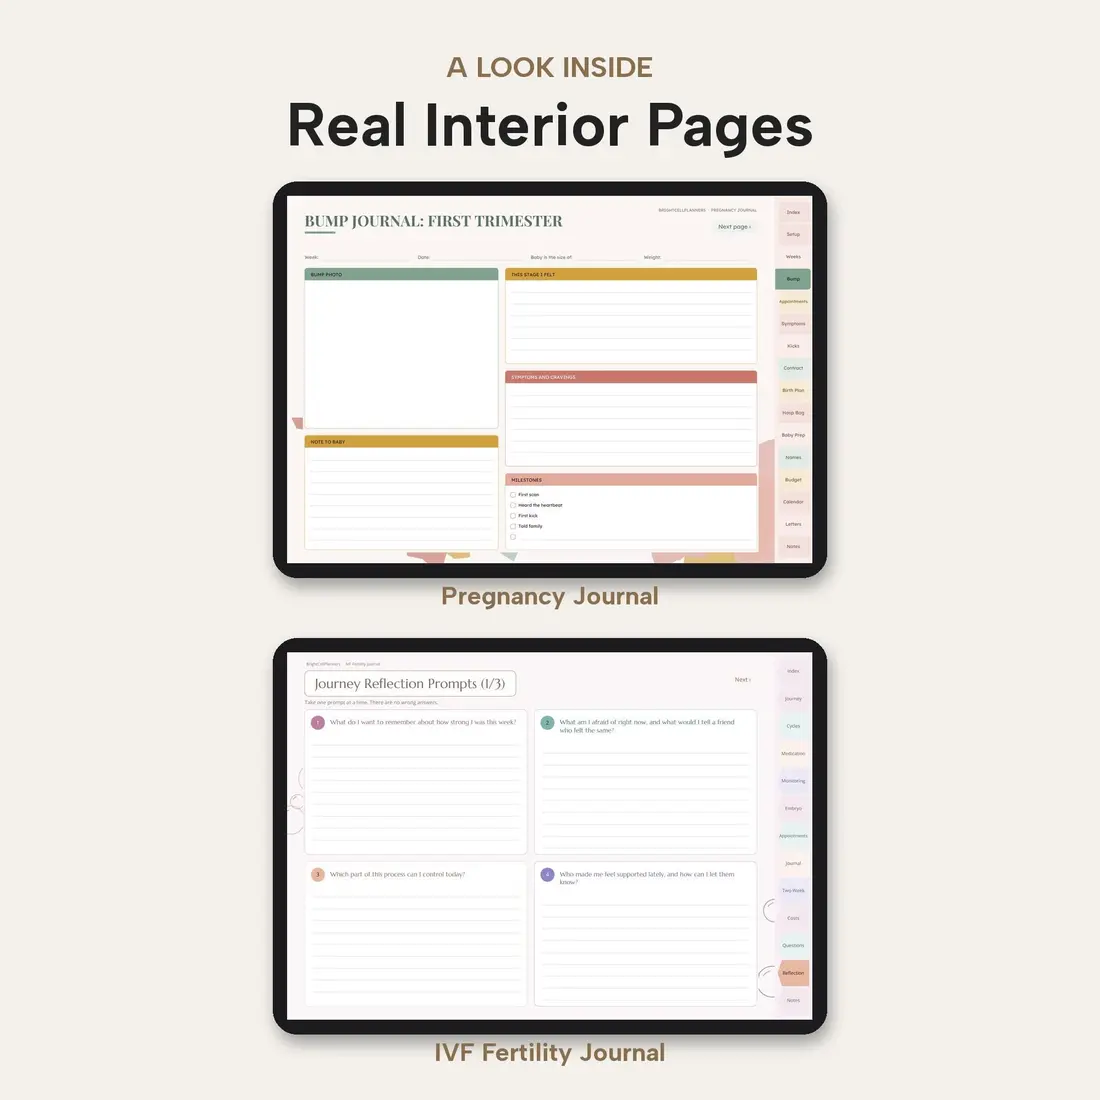 A LOOK INSIDE
Real Interior Pages
BRIGHTCELLPLANNERS PREGNANCY JOURNAL
BUMP JOURNAL: FIRST TRIMESTER
Next page ›
Week:
Date:
Baby is the size of:
Weight:
BUMP PHOTO
THIS STAGE I FELT
SYMPTOMS AND CRAVINGS
NOTE TO BABY
MILESTONES
First scan
Heard the heartbeat
First kick
Told family
Index
Setup
Weeks
Bump
Appointments
Symptoms
Kicks
Contract
Birth Plan
Hosp Bag
Baby Prep
Names
Budget
Calendar
Letters
Notes
Pregnancy Journal
BrightCellPlanners IVF Fertility Journal
Journey Reflection Prompts (1/3)
Next ›
Take one prompt at a time. There are no wrong answers.
1 What do I want to remember about how strong I was this week?
2 What am I afraid of right now, and what would I tell a friend
who felt the same?
3 Which part of this process can I control today?
4 Who made me feel supported lately, and how can I let them
know?
Index
Journey
Cycles
Medication
Monitoring
Embryo
Appointments
Journal
Two-Week
Costs
Questions
Reflection
Notes
IVF Fertility Journal